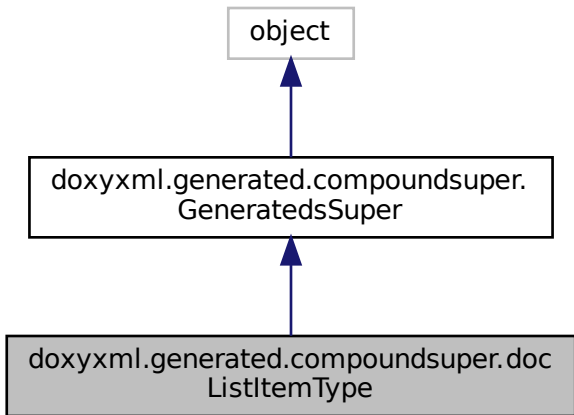 object
doxyxml.generated.compoundsuper.
GeneratedsSuper
doxyxml.generated.compoundsuper.doc
ListItemType